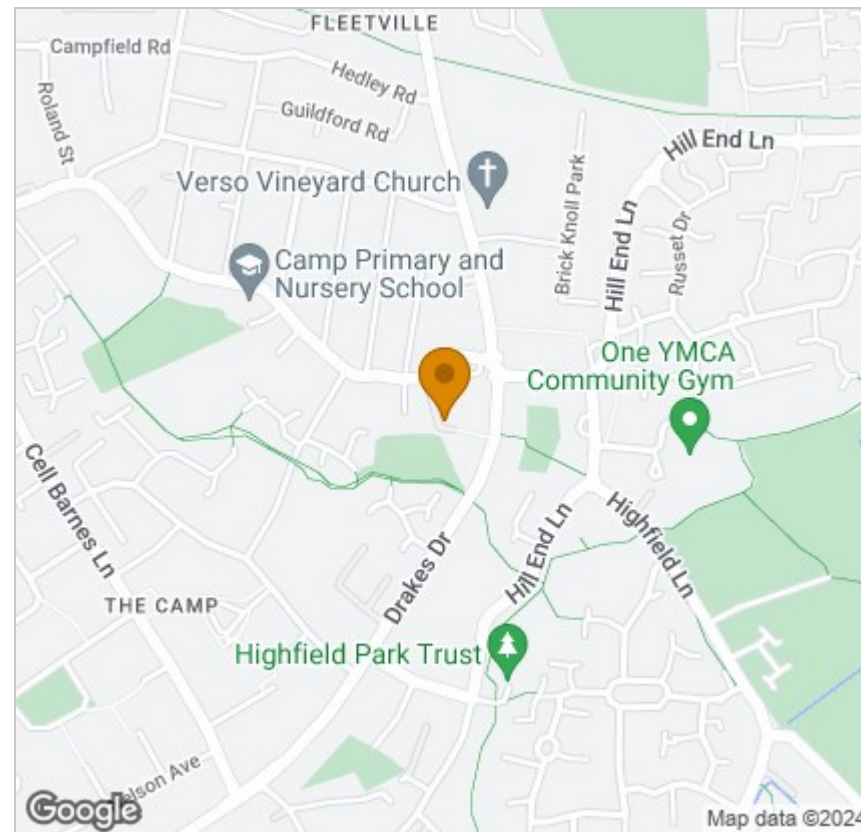 FLEETVILLE
Campfield Rd
Hedley Rd
Roland St
Guildford Rd
Hill End Ln
Verso Vineyard Church
Brick Knoll Park
Hill End Ln
Russet Dr
Camp Primary and
Nursery School
One YMCA
Community Gym
Cell Barnes Ln
Hill End Ln
Highfield Ln
Drakes Dr
THE CAMP
Highfield Park Trust
elson Ave
Google
Map data ©2024